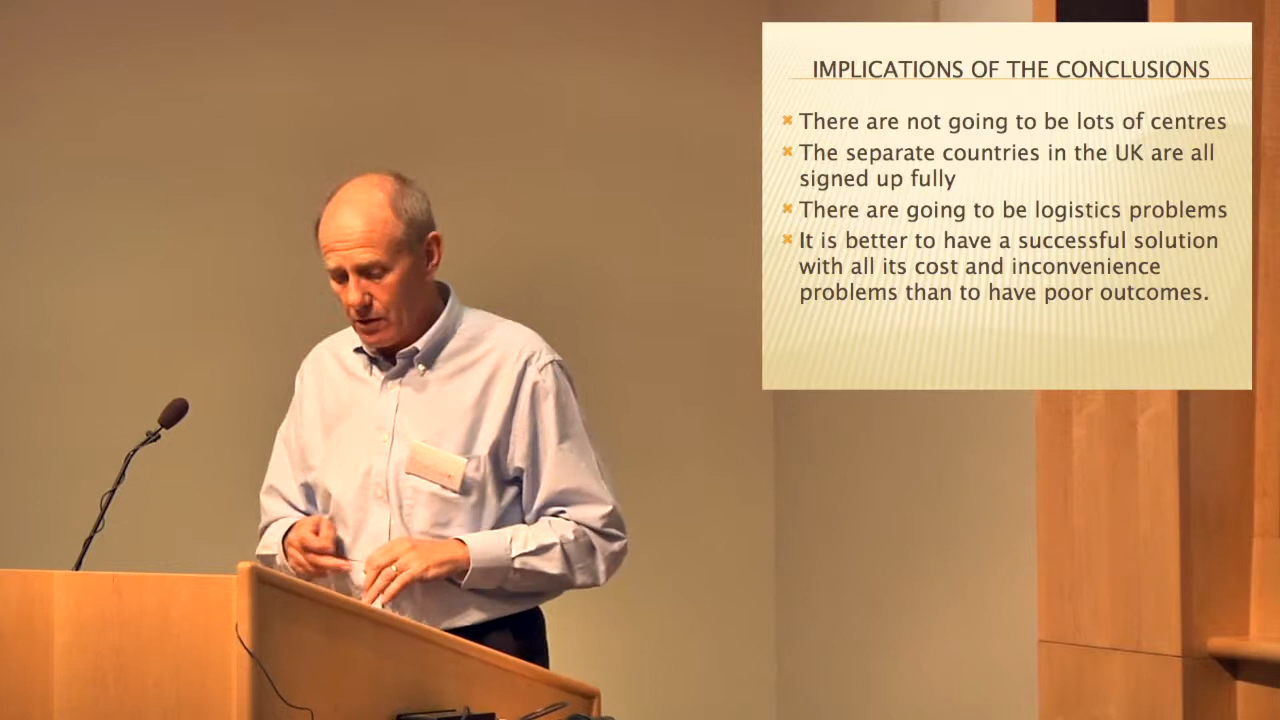 IMPLICATIONS OF THE CONCLUSIONS
There are not going to be lots of centres
The separate countries in the UK are all
signed up fully
There are going to be logistics problems
It is better to have a successful solution
with all its cost and inconvenience
problems than to have poor outcomes.